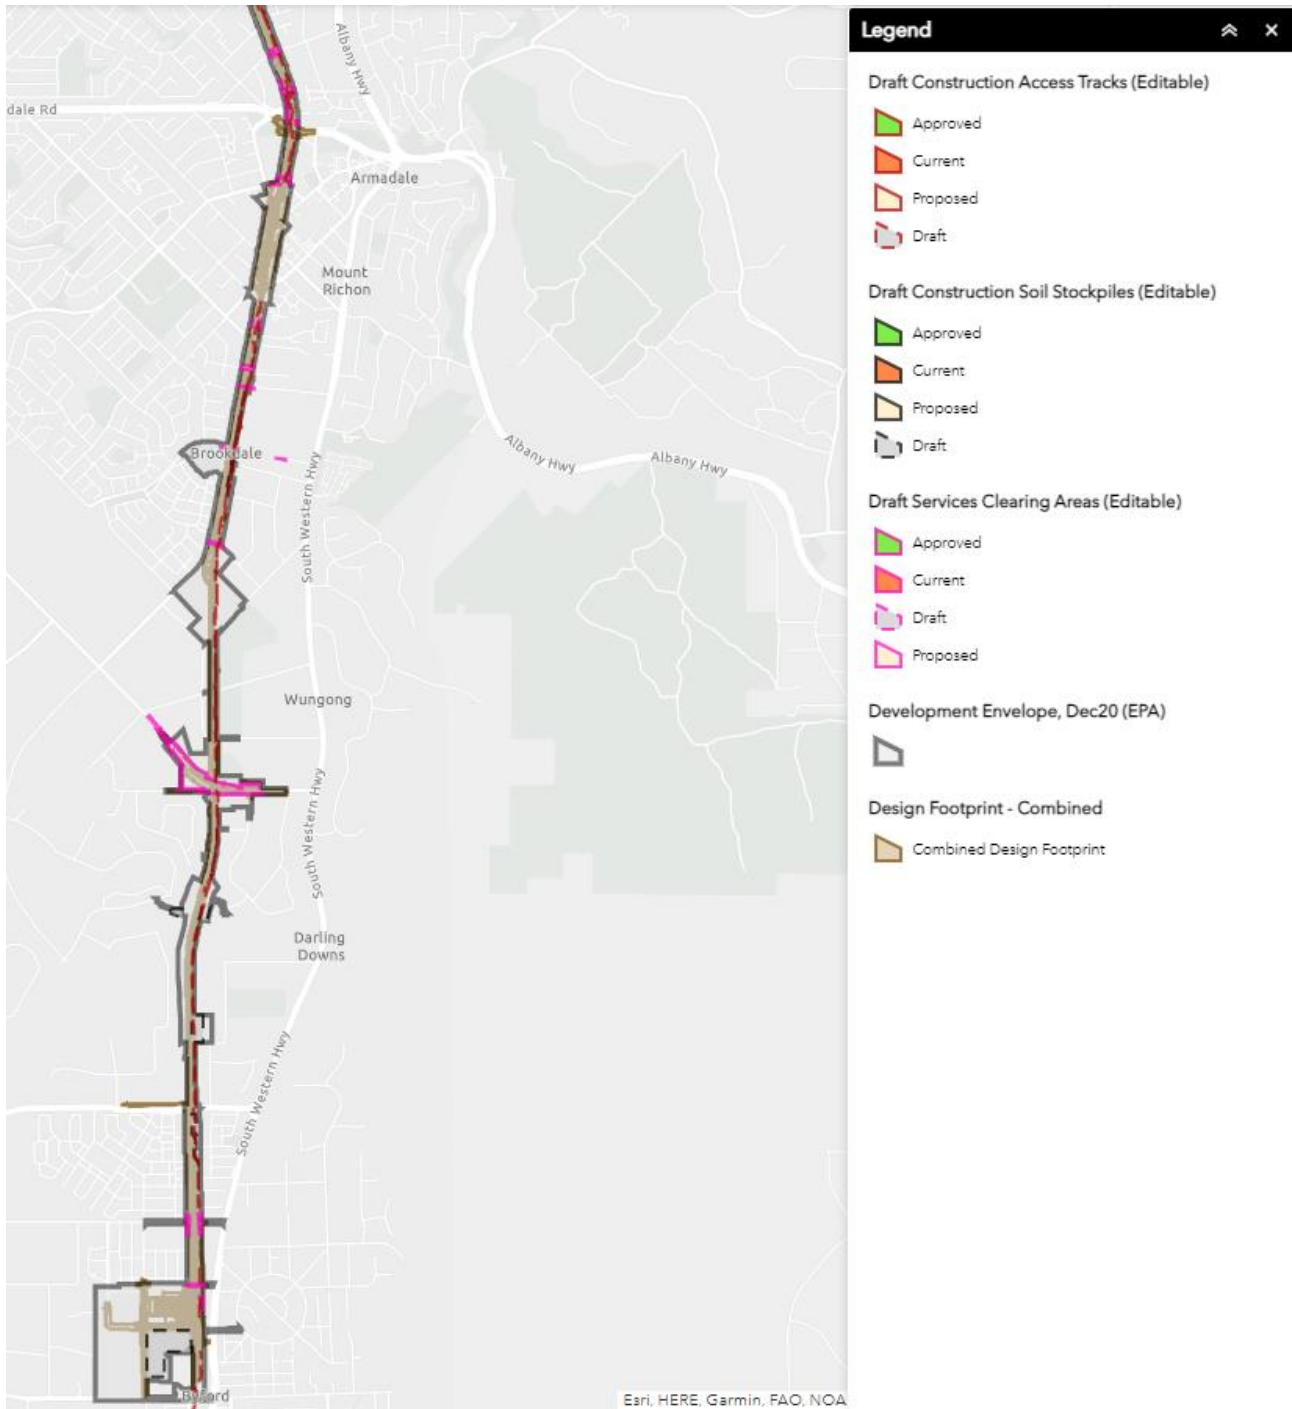 Albany Hwy
dale Rd
Armadale
Mount
Richon
Brookdale
Albany Hwy
Albany Hwy
South Western Hwy
Wungong
South Western Hwy
Darling
Downs
South Western Hwy
Byford
Esri, HERE, Garmin, FAO, NOA
Legend
Draft Construction Access Tracks (Editable)
Approved
Current
Proposed
Draft
Draft Construction Soil Stockpiles (Editable)
Approved
Current
Proposed
Draft
Draft Services Clearing Areas (Editable)
Approved
Current
Draft
Proposed
Development Envelope, Dec20 (EPA)
Design Footprint - Combined
Combined Design Footprint